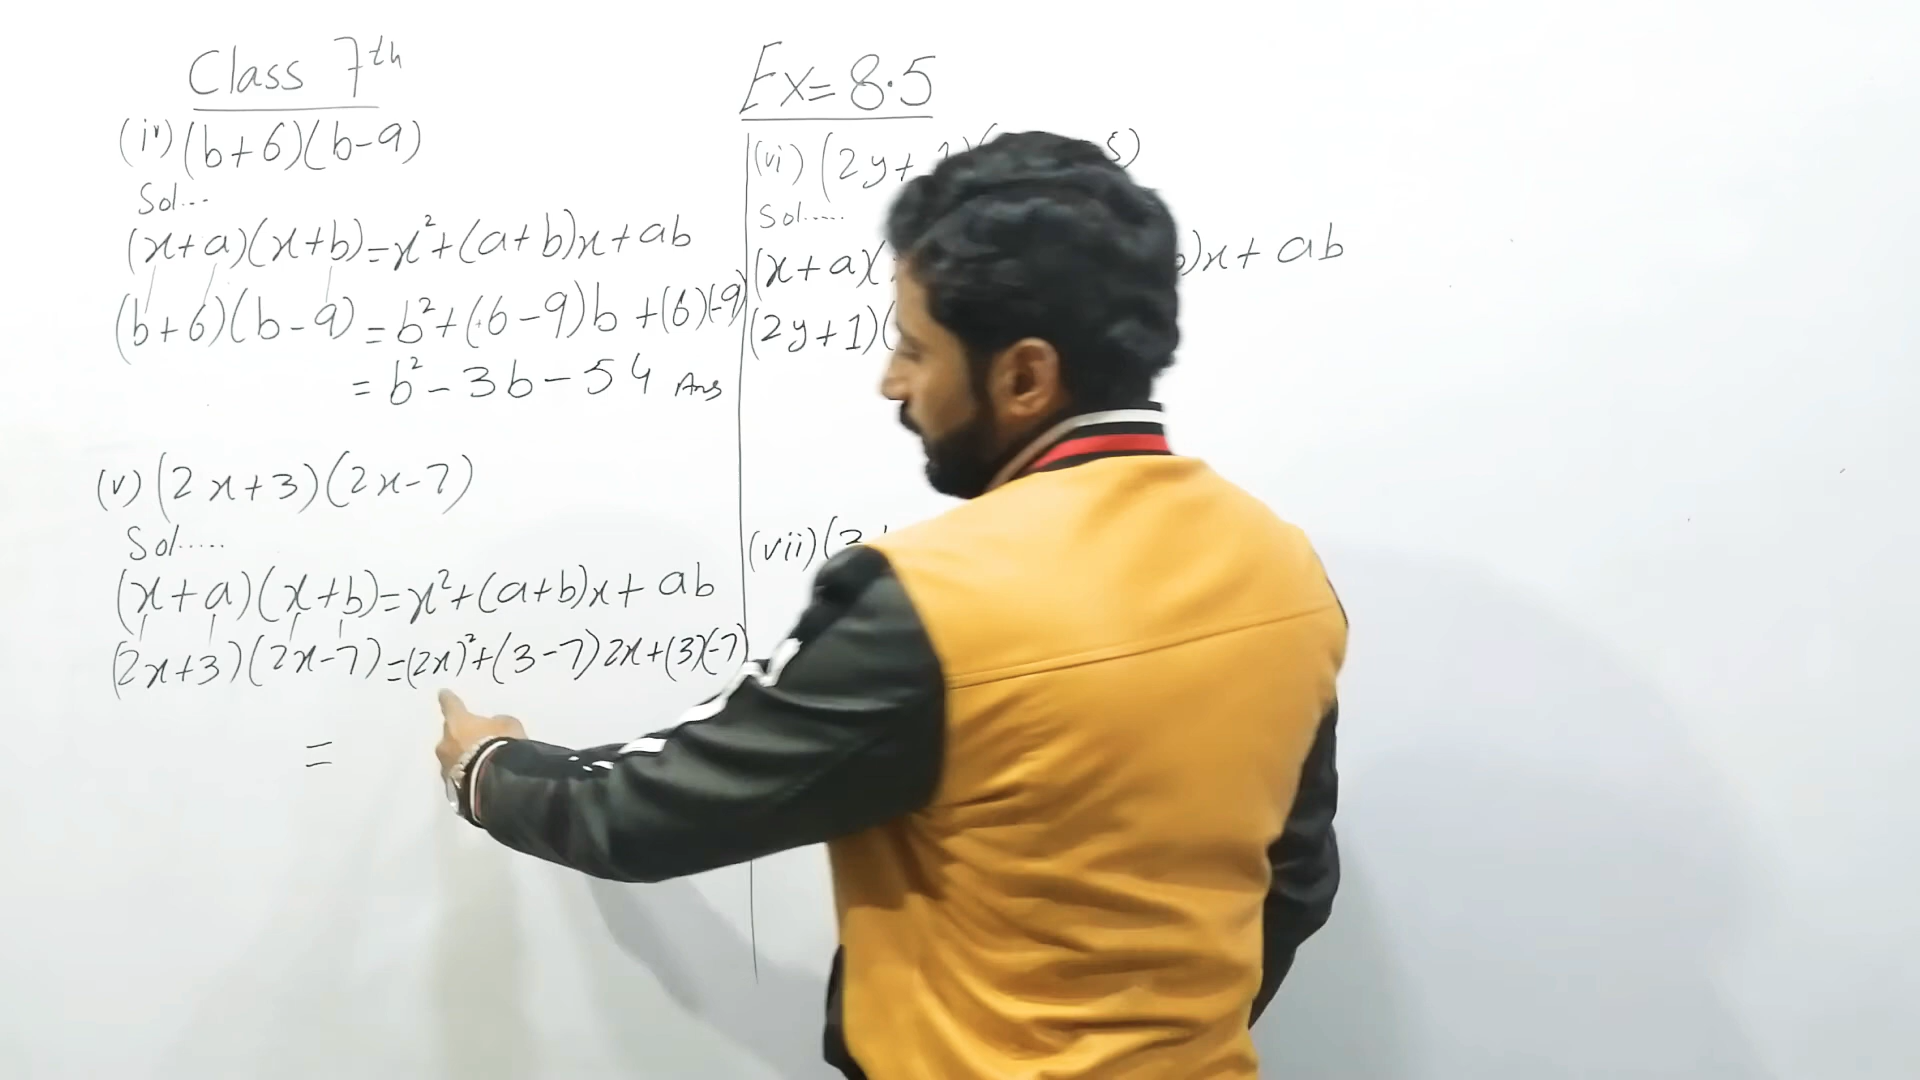 Class 7th
(iv) (b+6)(b-9)
Sol...
(x+a)(x+b)=x²+(a+b)x+ab
(b+6)(b-9)=b²+(+6-9)b+(6)(-9)
=b²-3b-54 Ans
(v) (2x+3)(2x-7)
Sol.....
(x+a)(x+b)=x²+(a+b)x+ab
(2x+3)(2x-7)=(2x)²+(3-7)2x+(3)(-7)
=
Ex=8.5
(vi) (2y+ 5)
Sol.....
(x+a)( )x+ab
(2y+1)(
(vii) (3